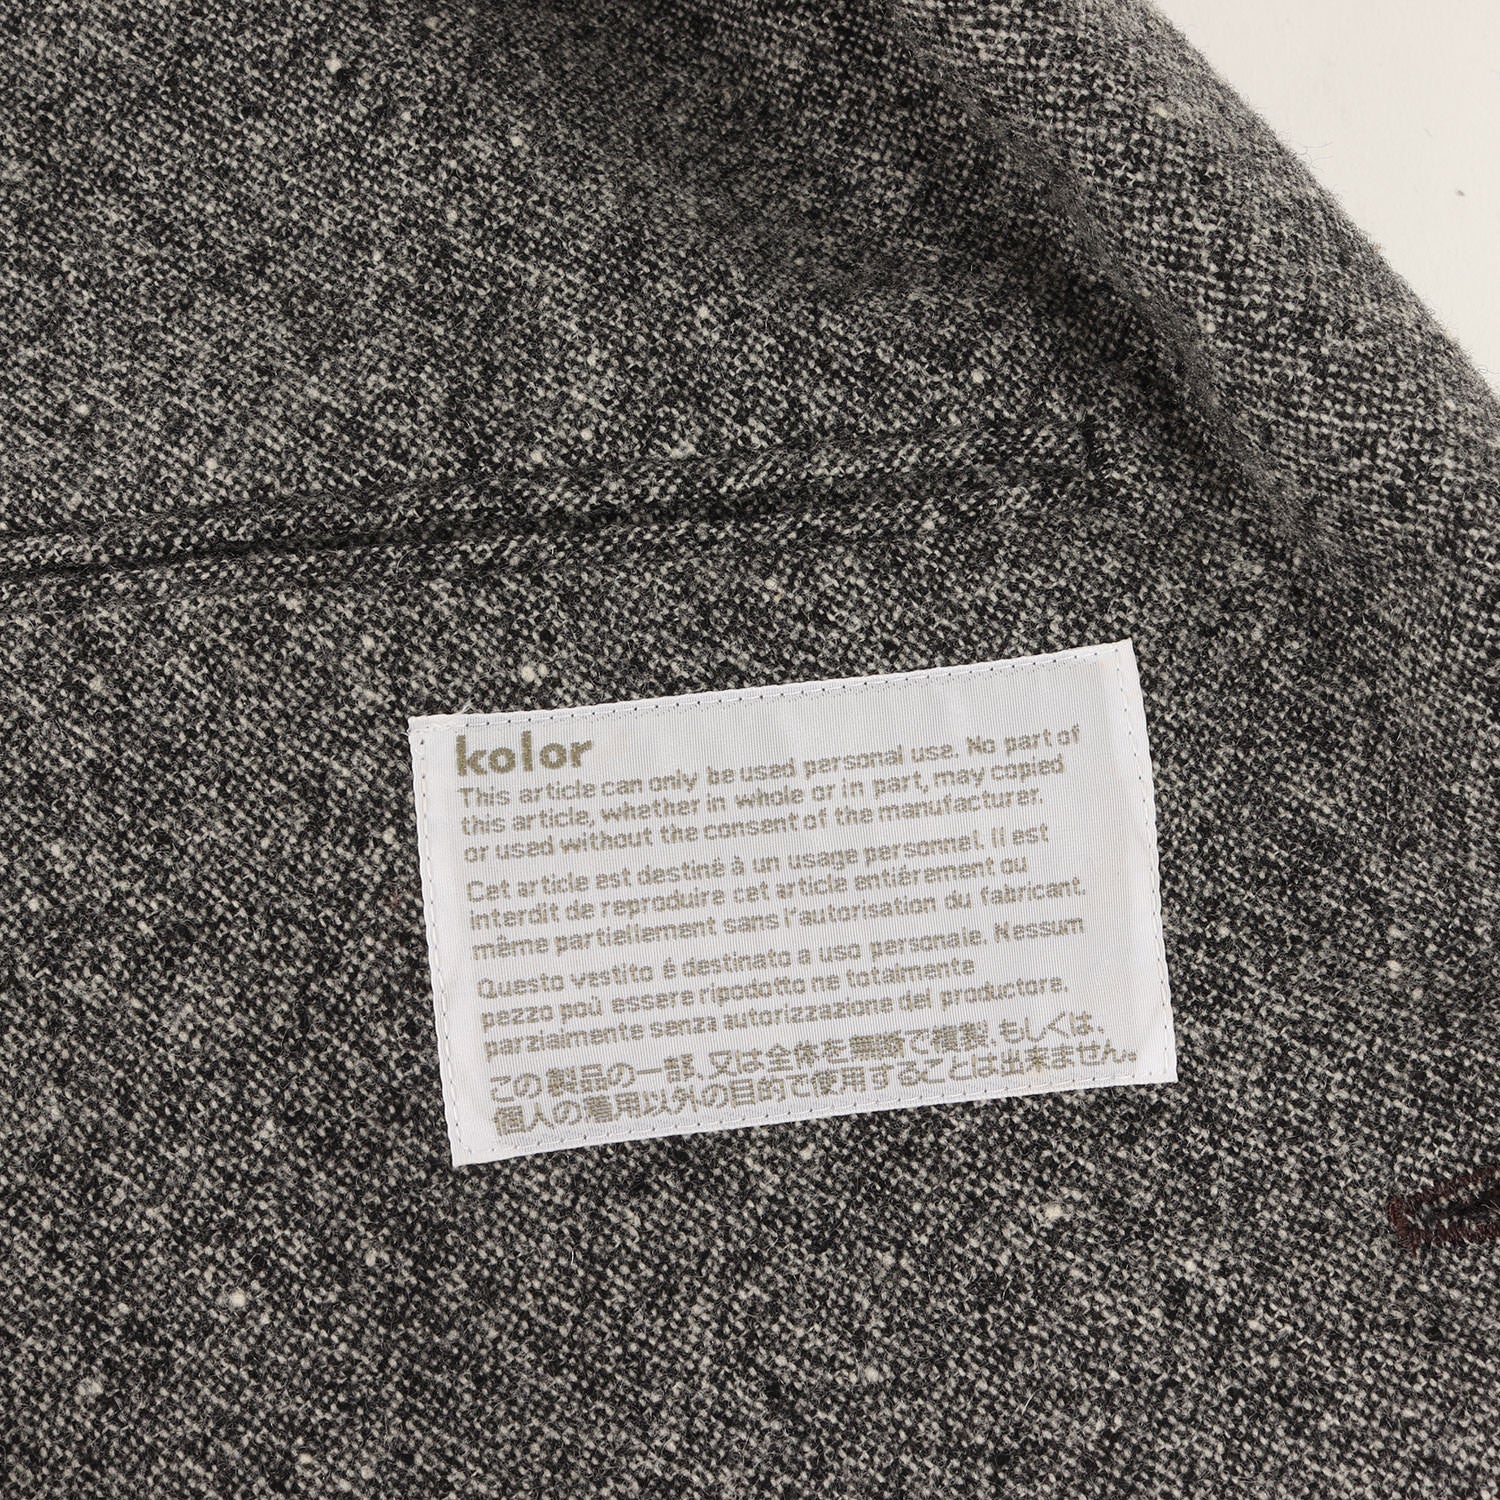 kolor
This article can only be used personal use. No part of
this article, whether in whole or in part, may copied
or used without the consent of the manufacturer.
Cet article est destiné à un usage personnel. Il est
interdit de reproduire cet article entiérement ou
même partiellement sans l'autorisation du fabricant.
Questo vestito é destinato a uso personale. Nessum
pezzo poù essere ripodotto ne totalmente
parzialmente senza autorizzazione del productore.
この製品の一部、又は全体を無断で複製、もしくは、
個人の着用以外の目的で使用することは出来ません。